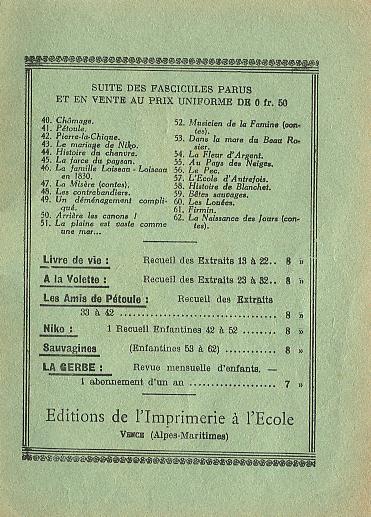 SUITE DES FASCICULES PARUS
ET EN VENTE AU PRIX UNIFORME DE 0 fr. 50
40. Chômage.
41. Pétoule.
42. Pierre-la-Chique.
43. Le mariage de Niko.
44. Histoire du chanvre.
45. La farce du paysan.
46. La famille Loiseau - Loiseau
en 1830.
47. La Misère (contes).
48. Les contrebandiers.
49. Un déménagement compli-
qué.
50. Arrière les canons !
51. La plaine est vaste comme
une mer...
52. Musicien de la Famine (con-
tes).
53. Dans la mare du Beau Ro-
sier.
54. La Fleur d'Argent.
55. Au Pays des Neiges.
56. Le Pec.
57. L'Ecole d'Autrefois.
58. Histoire de Blanchet.
59. Bêtes sauvages.
60. Les Louées.
61. Firmin.
62. La Naissance des Jours (con-
tes).
Livre de vie : Recueil des Extraits 13 à 22.. 8 »
A la Volette : Recueil des Extraits 23 à 32.. 8 »
Les Amis de Pétoule : Recueil des Extraits
33 à 42 .................... 8 »
Niko : 1 Recueil Enfantines 42 à 52 ........ 8 »
Sauvagines (Enfantines 53 à 62) .......... 8 »
LA GERBE : Revue mensuelle d'enfants. —
1 abonnement d'un an ............... 7 »
Editions de l'Imprimerie à l'Ecole
VENCE (Alpes-Maritimes)